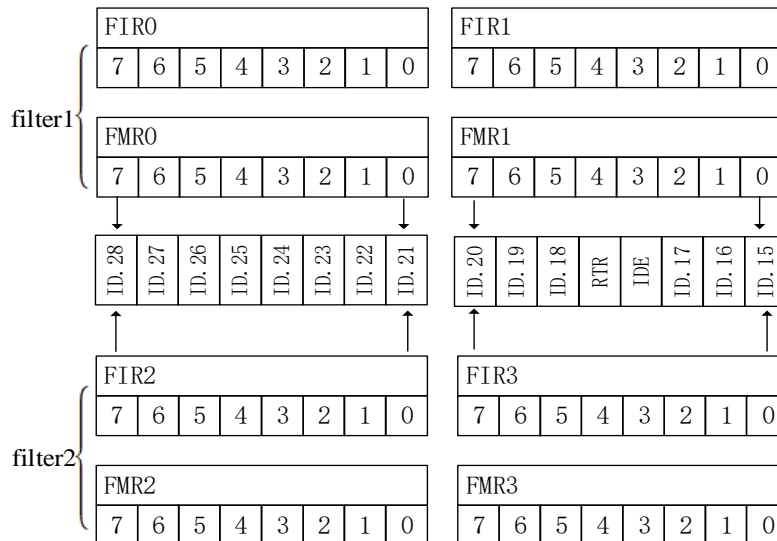 FIR0 FIR1
7 6 5 4 3 2 1 0 7 6 5 4 3 2 1 0
filter1
FMR0 FMR1
7 6 5 4 3 2 1 0 7 6 5 4 3 2 1 0
ID.28 ID.27 ID.26 ID.25 ID.24 ID.23 ID.22 ID.21 ID.20 ID.19 ID.18 RTR IDE ID.17 ID.16 ID.15
FIR2 FIR3
7 6 5 4 3 2 1 0 7 6 5 4 3 2 1 0
filter2
FMR2 FMR3
7 6 5 4 3 2 1 0 7 6 5 4 3 2 1 0